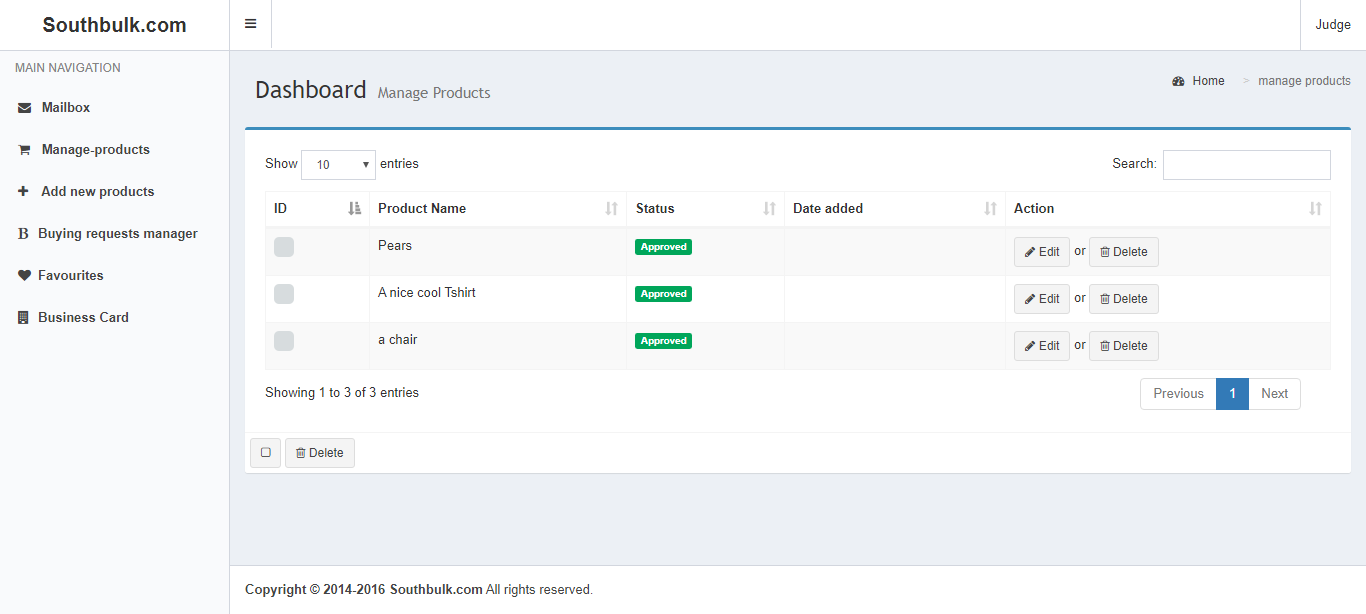 Southbulk.com
Judge
MAIN NAVIGATION
Mailbox
Manage-products
Add new products
B Buying requests manager
Favourites
Business Card
Dashboard Manage Products
Home > manage products
Show 10 entries Search:
ID Product Name Status Date added Action
Pears Approved Edit or Delete
A nice cool Tshirt Approved Edit or Delete
a chair Approved Edit or Delete
Showing 1 to 3 of 3 entries Previous 1 Next
Delete
Copyright © 2014-2016 Southbulk.com All rights reserved.